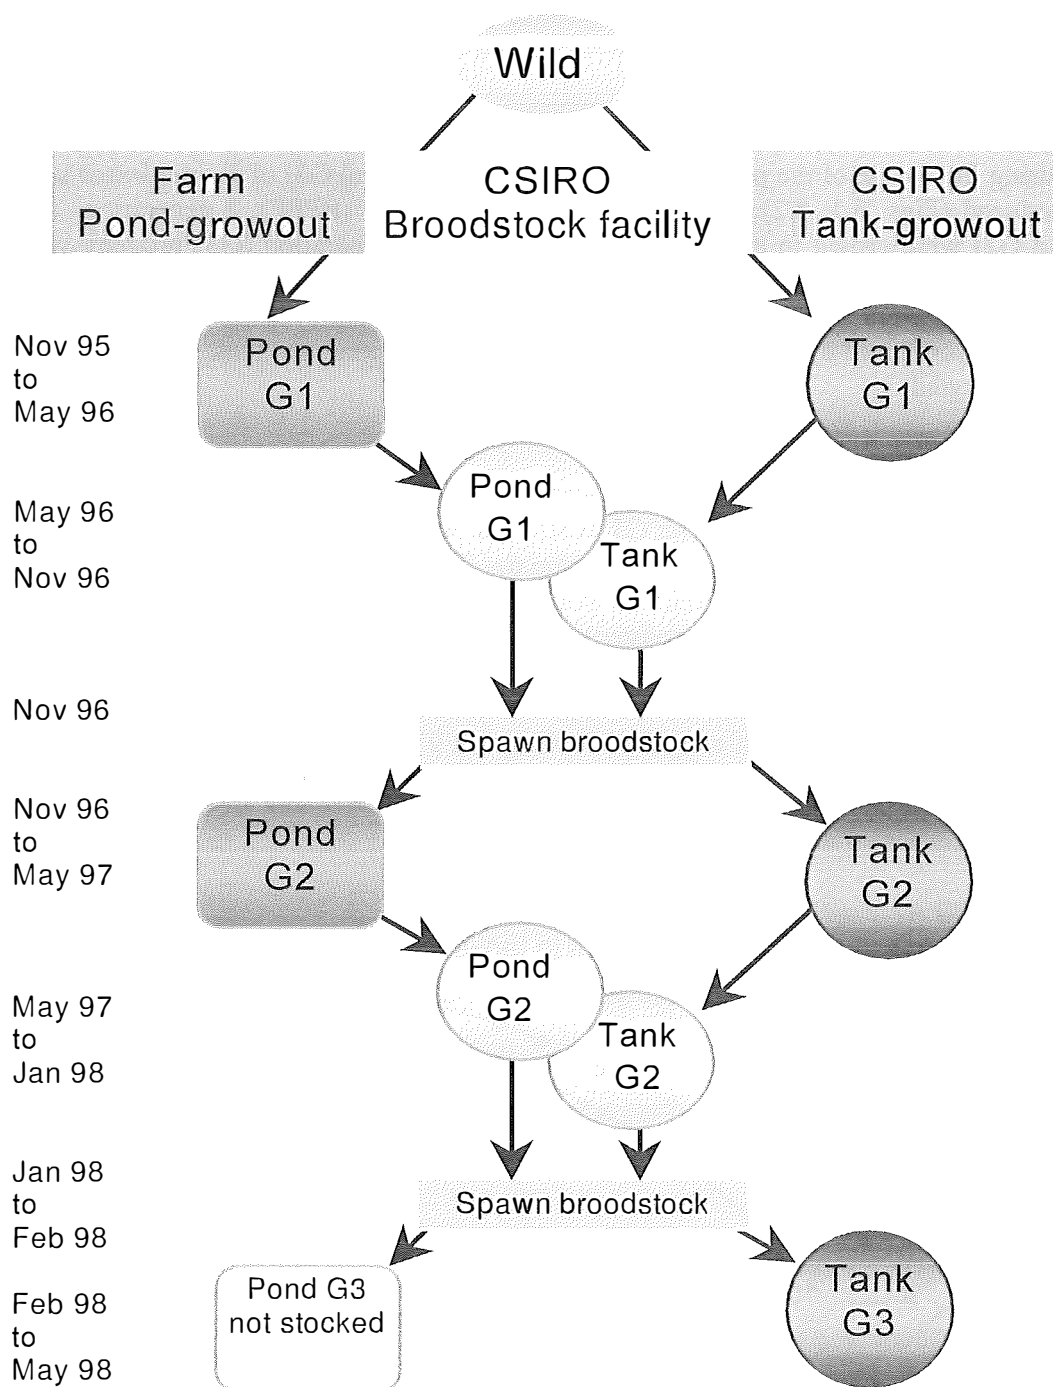 Wild
Farm
Pond-growout
CSIRO
Broodstock facility
CSIRO
Tank-growout
Nov 95
to
May 96
Pond
G1
Tank
G1
May 96
to
Nov 96
Pond
G1
Tank
G1
Nov 96
Spawn broodstock
Nov 96
to
May 97
Pond
G2
Tank
G2
May 97
to
Jan 98
Pond
G2
Tank
G2
Jan 98
to
Feb 98
Spawn broodstock
Feb 98
to
May 98
Pond G3
not stocked
Tank
G3